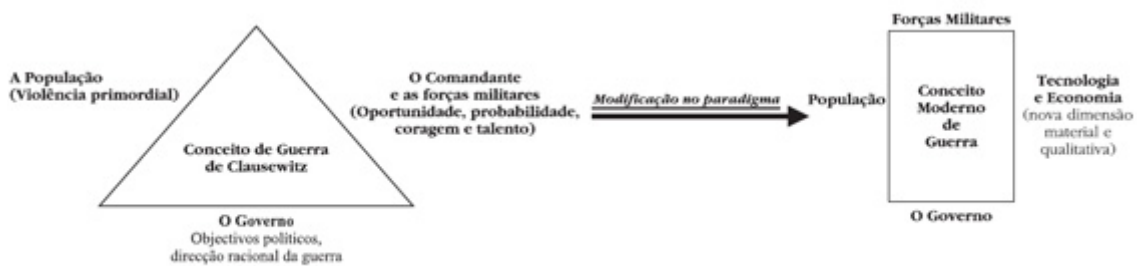 A População
(Violência primordial)
O Comandante
e as forças militares
(Oportunidade, probabilidade,
coragem e talento)
Conceito de Guerra
de Clausewitz
O Governo
Objectivos políticos,
direcção racional da guerra
Modificação no paradigma
Forças Militares
População
Conceito
Moderno
de
Guerra
Tecnologia
e Economia
(nova dimensão
material e
qualitativa)
O Governo